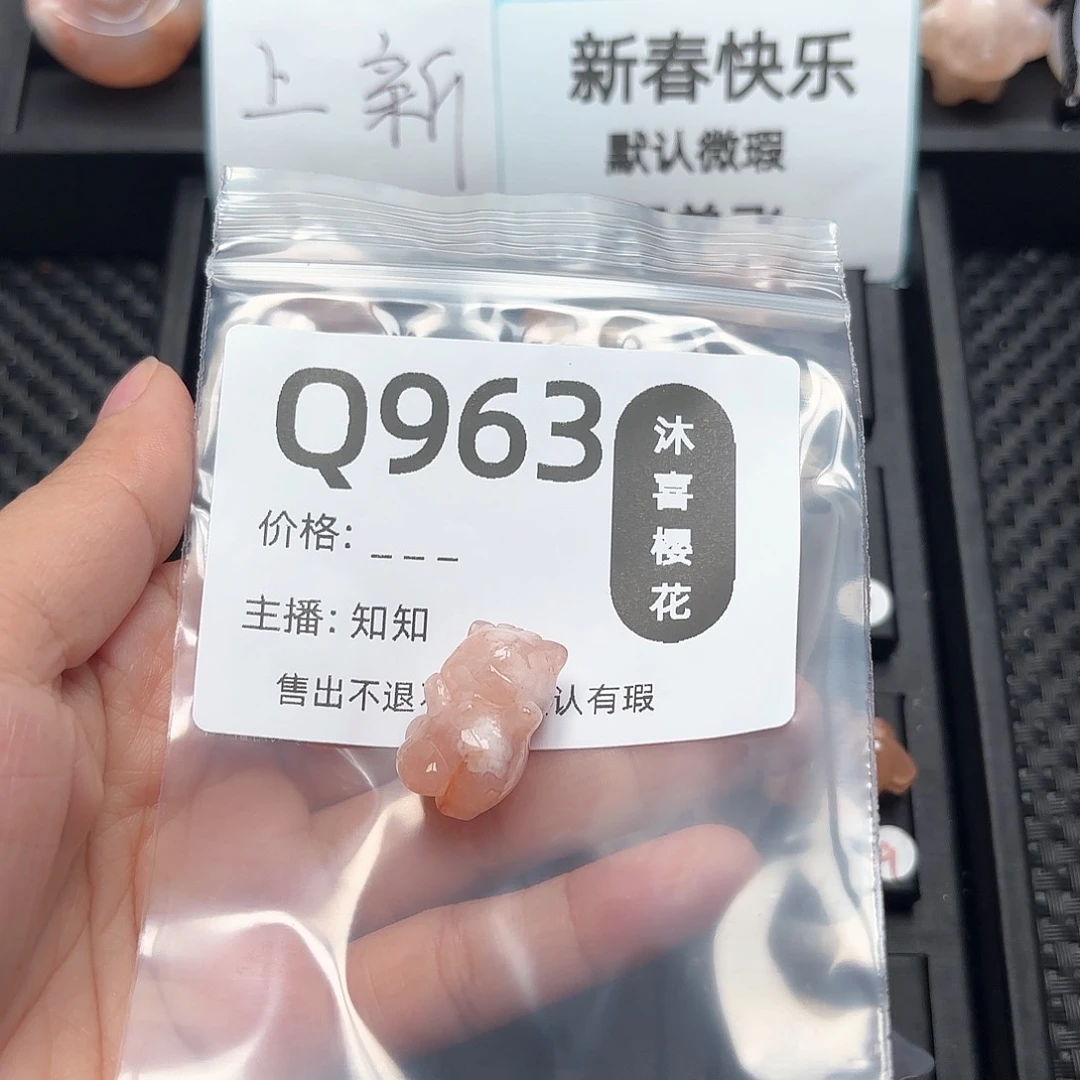 上新
新春快乐
默认微瑕
Q963
沐喜樱花
价格: _ _ _
主播: 知知
售出不退
认有瑕